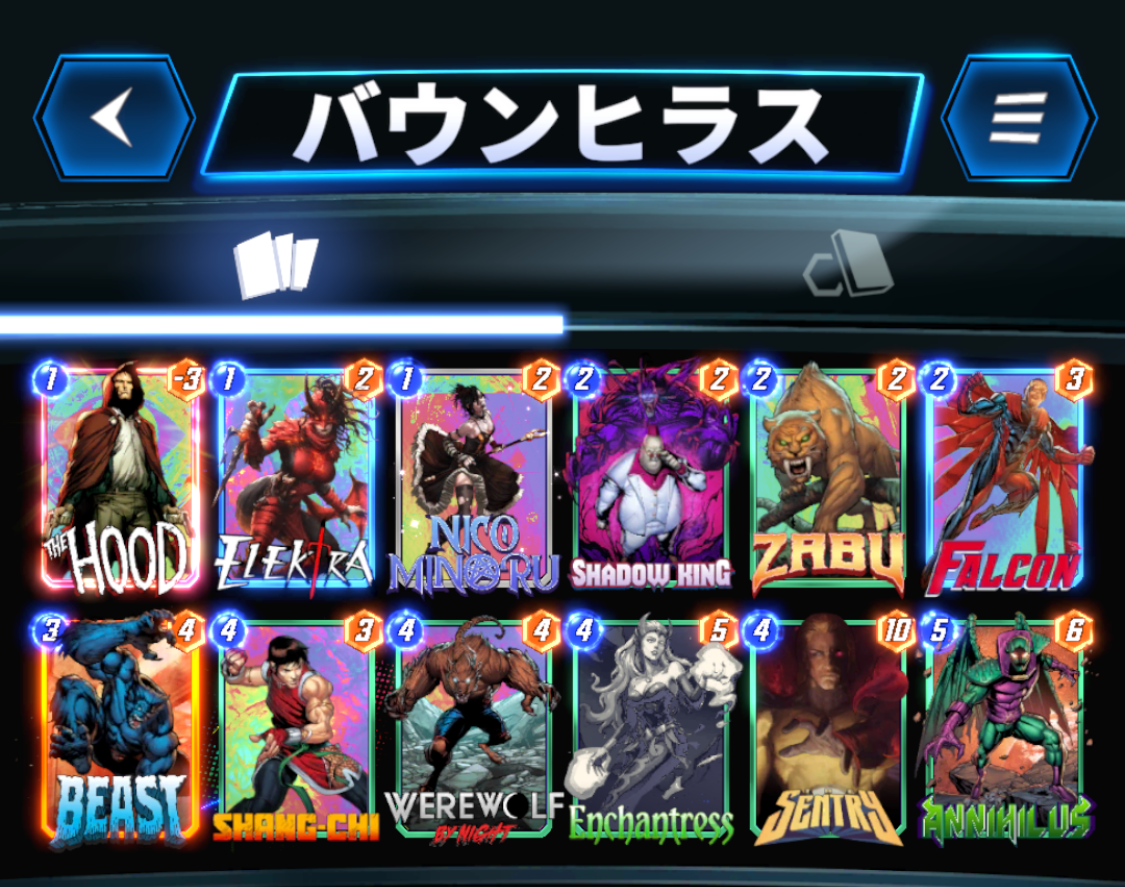 バウンヒラス
1 -3 1 2 1 2 2 2 2 2 2 3
THE HOOD ELEKTRA NICO MINORU SHADOW KING ZABU FALCON
3 4 4 3 4 4 4 5 4 10 5 6
BEAST SHANG-CHI WEREWOLF BY NIGHT Enchantress SENTRY ANNIHILUS